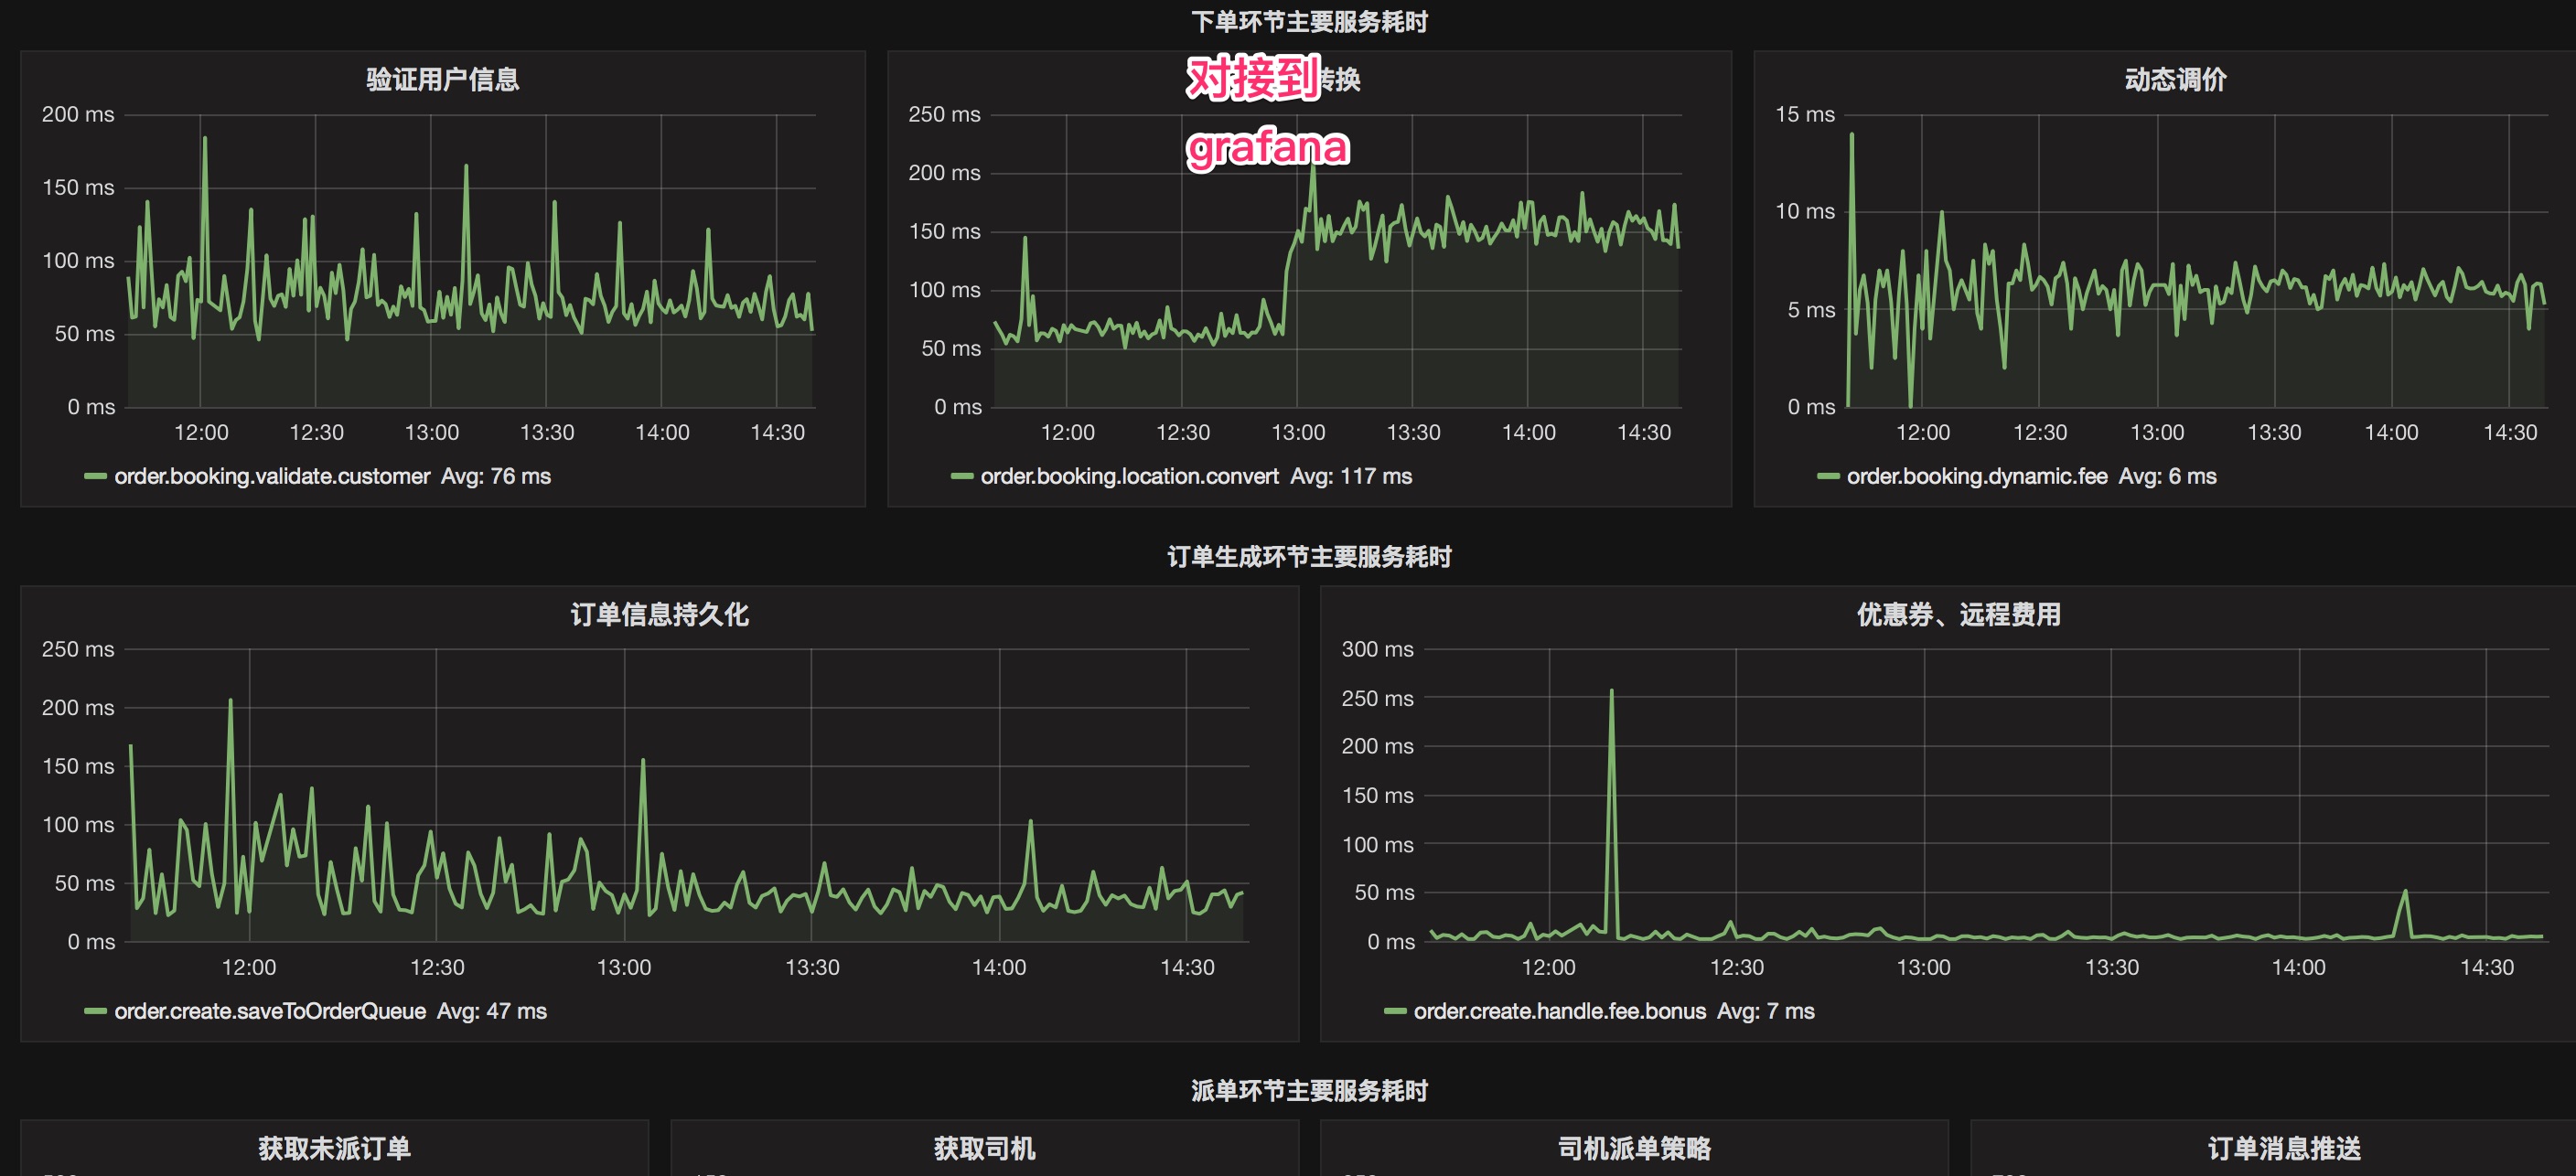 下单环节主要服务耗时
验证用户信息
200 ms
150 ms
100 ms
50 ms
0 ms
12:00 12:30 13:00 13:30 14:00 14:30
order.booking.validate.customer Avg: 76 ms
对接到
转换
grafana
250 ms
200 ms
150 ms
100 ms
50 ms
0 ms
12:00 12:30 13:00 13:30 14:00 14:30
order.booking.location.convert Avg: 117 ms
动态调价
15 ms
10 ms
5 ms
0 ms
12:00 12:30 13:00 13:30 14:00 14:30
order.booking.dynamic.fee Avg: 6 ms
订单生成环节主要服务耗时
订单信息持久化
250 ms
200 ms
150 ms
100 ms
50 ms
0 ms
12:00 12:30 13:00 13:30 14:00 14:30
order.create.saveToOrderQueue Avg: 47 ms
优惠券、远程费用
300 ms
250 ms
200 ms
150 ms
100 ms
50 ms
0 ms
12:00 12:30 13:00 13:30 14:00 14:30
order.create.handle.fee.bonus Avg: 7 ms
派单环节主要服务耗时
获取未派订单
获取司机
司机派单策略
订单消息推送